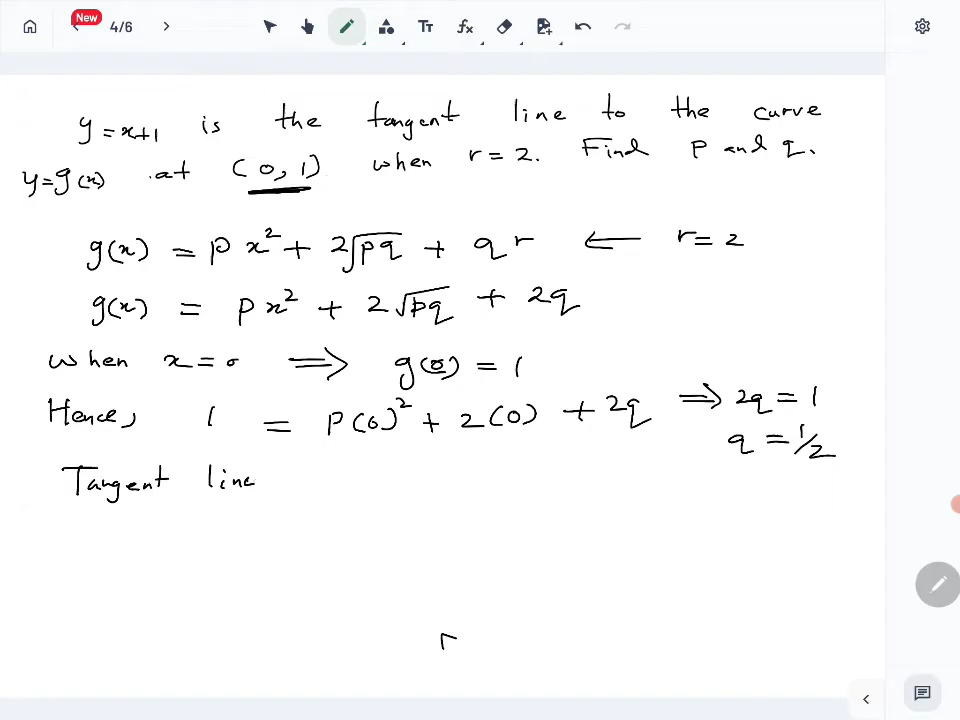 New
4/6
Tт fx
y = x+1 is the tangent line to the curve
y = g(x) at (0, 1) when r = 2. Find p and q.
g(x) = p x² + 2√pq + q r ← r = 2
g(x) = p x² + 2√pq + 2q
When x = 0 ⟹ g(0) = 1
Hence, 1 = P(0)² + 2(0) + 2q ⟹ 2q = 1
q = 1/2
Tangent line